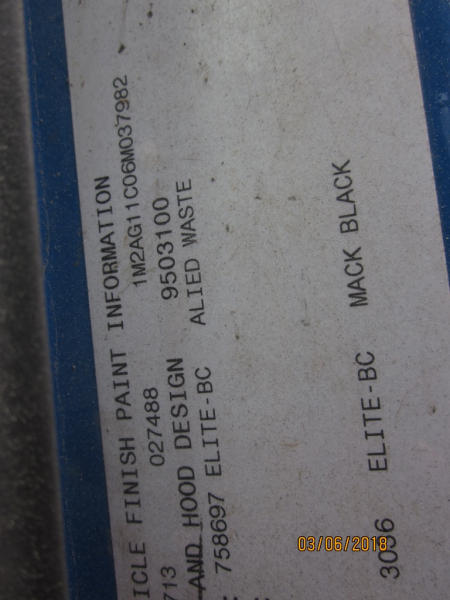 ICLE FINISH PAINT INFORMATION
713 027488 1M2AG11C06M037982
AND HOOD DESIGN 9503100
758697 ELITE-BC ALIED WASTE
3006 ELITE-BC MACK BLACK
03/06/2018